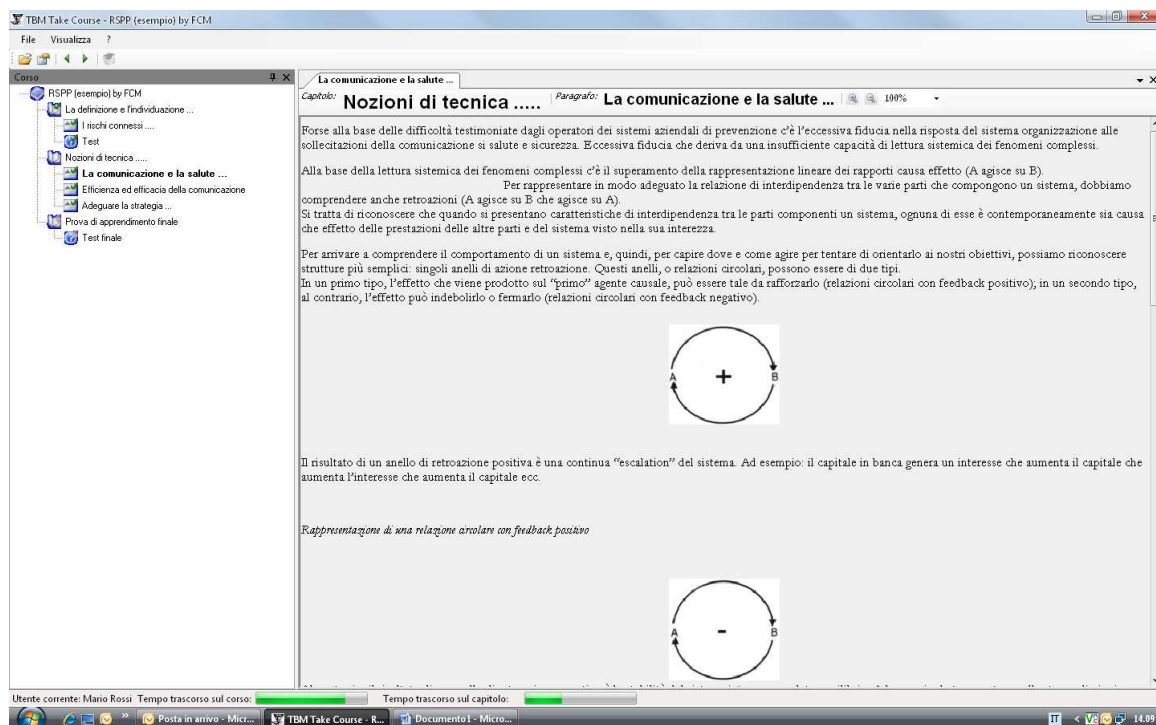 TBM Take Course - RSPP (esempio) by FCM
File Visualizza ?
Corso
RSPP (esempio) by FCM
La definizione e l'individuazione ...
I rischi connessi ....
Test
Nozioni di tecnica .....
La comunicazione e la salute ...
Efficienza ed efficacia della comunicazione
Adeguare la strategia ...
Prova di apprendimento finale
Test finale
La comunicazione e la salute ...
Capitolo: Nozioni di tecnica ..... Paragrafo: La comunicazione e la salute ... 100%
Forse alla base delle difficoltà testimoniate dagli operatori dei sistemi aziendali di prevenzione c'è l'eccessiva fiducia nella risposta del sistema organizzazione alle
sollecitazioni della comunicazione si salute e sicurezza. Eccessiva fiducia che deriva da una insufficiente capacità di lettura sistemica dei fenomeni complessi.
Alla base della lettura sistemica dei fenomeni complessi c'è il superamento della rappresentazione lineare dei rapporti causa effetto (A agisce su B).
Per rappresentare in modo adeguato la relazione di interdipendenza tra le varie parti che compongono un sistema, dobbiamo
comprendere anche retroazioni (A agisce su B che agisce su A).
Si tratta di riconoscere che quando si presentano caratteristiche di interdipendenza tra le parti componenti un sistema, ognuna di esse è contemporaneamente sia causa
che effetto delle prestazioni delle altre parti e del sistema visto nella sua interezza.
Per arrivare a comprendere il comportamento di un sistema e, quindi, per capire dove e come agire per tentare di orientarlo ai nostri obiettivi, possiamo riconoscere
strutture più semplici: singoli anelli di azione retroazione. Questi anelli, o relazioni circolari, possono essere di due tipi.
In un primo tipo, l'effetto che viene prodotto sul "primo" agente causale, può essere tale da rafforzarlo (relazioni circolari con feedback positivo); in un secondo tipo,
al contrario, l'effetto può indebolirlo o fermarlo (relazioni circolari con feedback negativo).
A + B
Il risultato di un anello di retroazione positiva è una continua "escalation" del sistema. Ad esempio: il capitale in banca genera un interesse che aumenta il capitale che
aumenta l'interesse che aumenta il capitale ecc.
Rappresentazione di una relazione circolare con feedback positivo
A - B
Utente corrente: Mario Rossi Tempo trascorso sul corso: Tempo trascorso sul capitolo:
Posta in arrivo - Micr... TBM Take Course - R... Documento1 - Micro... IT 14.09